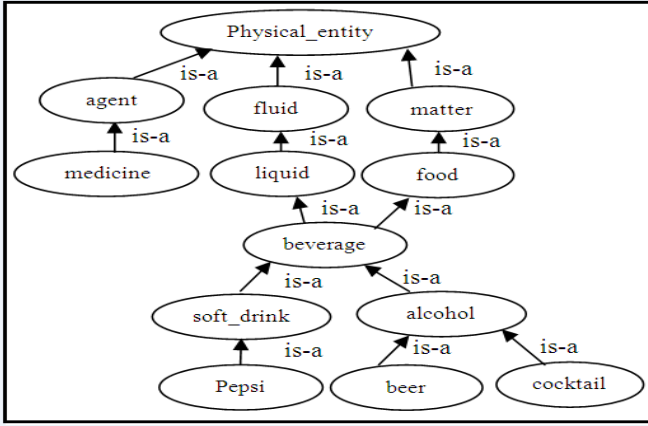 Physical_entity
is-a is-a is-a
agent fluid matter
is-a is-a is-a
medicine liquid food
is-a is-a
beverage
is-a is-a
soft_drink alcohol
is-a is-a is-a
Pepsi beer cocktail